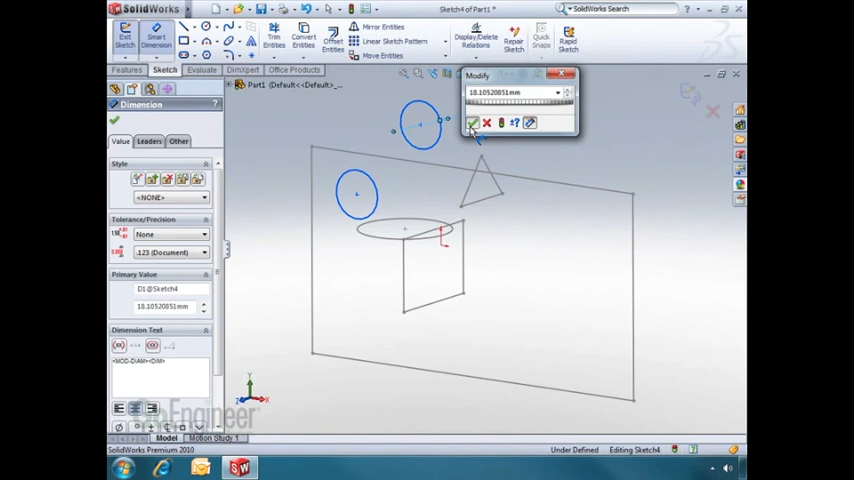 SolidWorks
Sketch4 of Part1 *
SolidWorks Search
Exit Sketch
Smart Dimension
Trim Entities
Convert Entities
Offset Entities
Mirror Entities
Linear Sketch Pattern
Move Entities
Display/Delete Relations
Repair Sketch
Quick Snaps
Rapid Sketch
Features
Sketch
Evaluate
DimXpert
Office Products
Part1 (Default<<Default>_...
Modify
18.10520851mm
Dimension
Value
Leaders
Other
Style
<NONE>
Tolerance/Precision
None
.123 (Document)
Primary Value
D1@Sketch4
18.10520851mm
Dimension Text
<MOD-DIAM><DIM>
Y
X
Z
GoEngineer
Model
Motion Study 1
SolidWorks Premium 2010
Under Defined
Editing Sketch4